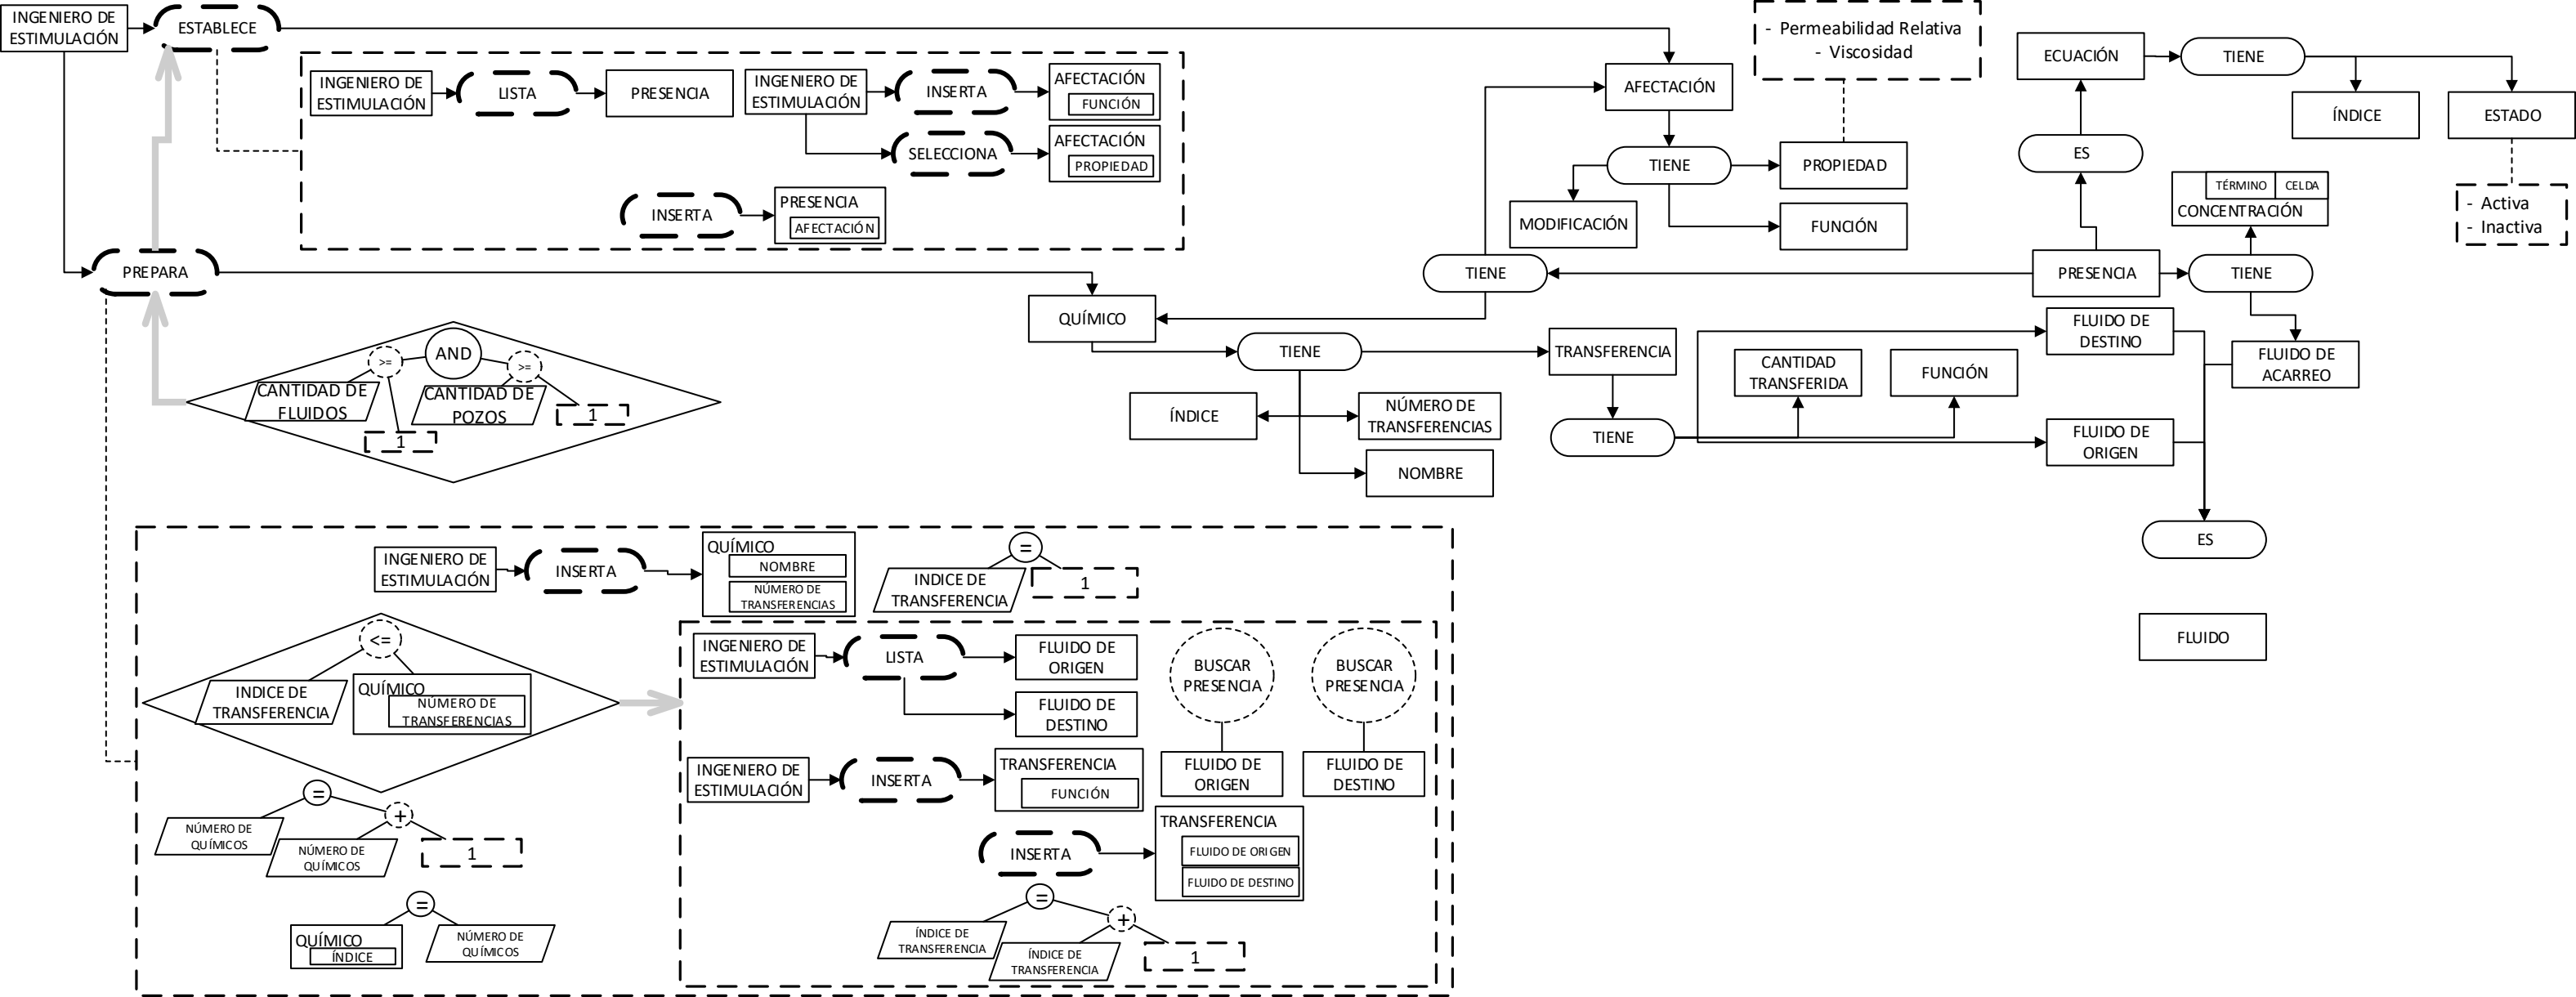 INGENIERO DE
ESTIMULACIÓN
ESTABLECE
INGENIERO DE
ESTIMULACIÓN
LISTA
PRESENCIA
INGENIERO DE
ESTIMULACIÓN
INSERTA
AFECTACIÓN
FUNCIÓN
SELECCIONA
AFECTACIÓN
PROPIEDAD
INSERTA
PRESENCIA
AFECTACIÓN
- Permeabilidad Relativa
- Viscosidad
AFECTACIÓN
TIENE
PROPIEDAD
MODIFICACIÓN
FUNCIÓN
ECUACIÓN
TIENE
ÍNDICE
ESTADO
- Activa
- Inactiva
ES
TÉRMINO
CELDA
CONCENTRACIÓN
PREPARA
TIENE
PRESENCIA
TIENE
QUÍMICO
TIENE
TRANSFERENCIA
FLUIDO DE
DESTINO
FLUIDO DE
ACARREO
CANTIDAD
TRANSFERIDA
FUNCIÓN
ÍNDICE
NÚMERO DE
TRANSFERENCIAS
NOMBRE
TIENE
FLUIDO DE
ORIGEN
ES
FLUIDO
AND
>=
>=
CANTIDAD DE
FLUIDOS
1
CANTIDAD DE
POZOS
1
INGENIERO DE
ESTIMULACIÓN
INSERTA
QUÍMICO
NOMBRE
NÚMERO DE
TRANSFERENCIAS
=
INDICE DE
TRANSFERENCIA
1
<=
INDICE DE
TRANSFERENCIA
QUÍMICO
NÚMERO DE
TRANSFERENCIAS
INGENIERO DE
ESTIMULACIÓN
LISTA
FLUIDO DE
ORIGEN
FLUIDO DE
DESTINO
BUSCAR
PRESENCIA
BUSCAR
PRESENCIA
FLUIDO DE
ORIGEN
FLUIDO DE
DESTINO
INGENIERO DE
ESTIMULACIÓN
INSERTA
TRANSFERENCIA
FUNCIÓN
INSERTA
TRANSFERENCIA
FLUIDO DE ORIGEN
FLUIDO DE DESTINO
=
ÍNDICE DE
TRANSFERENCIA
+
ÍNDICE DE
TRANSFERENCIA
1
=
NÚMERO DE
QUÍMICOS
+
NÚMERO DE
QUÍMICOS
1
=
QUÍMICO
ÍNDICE
NÚMERO DE
QUÍMICOS